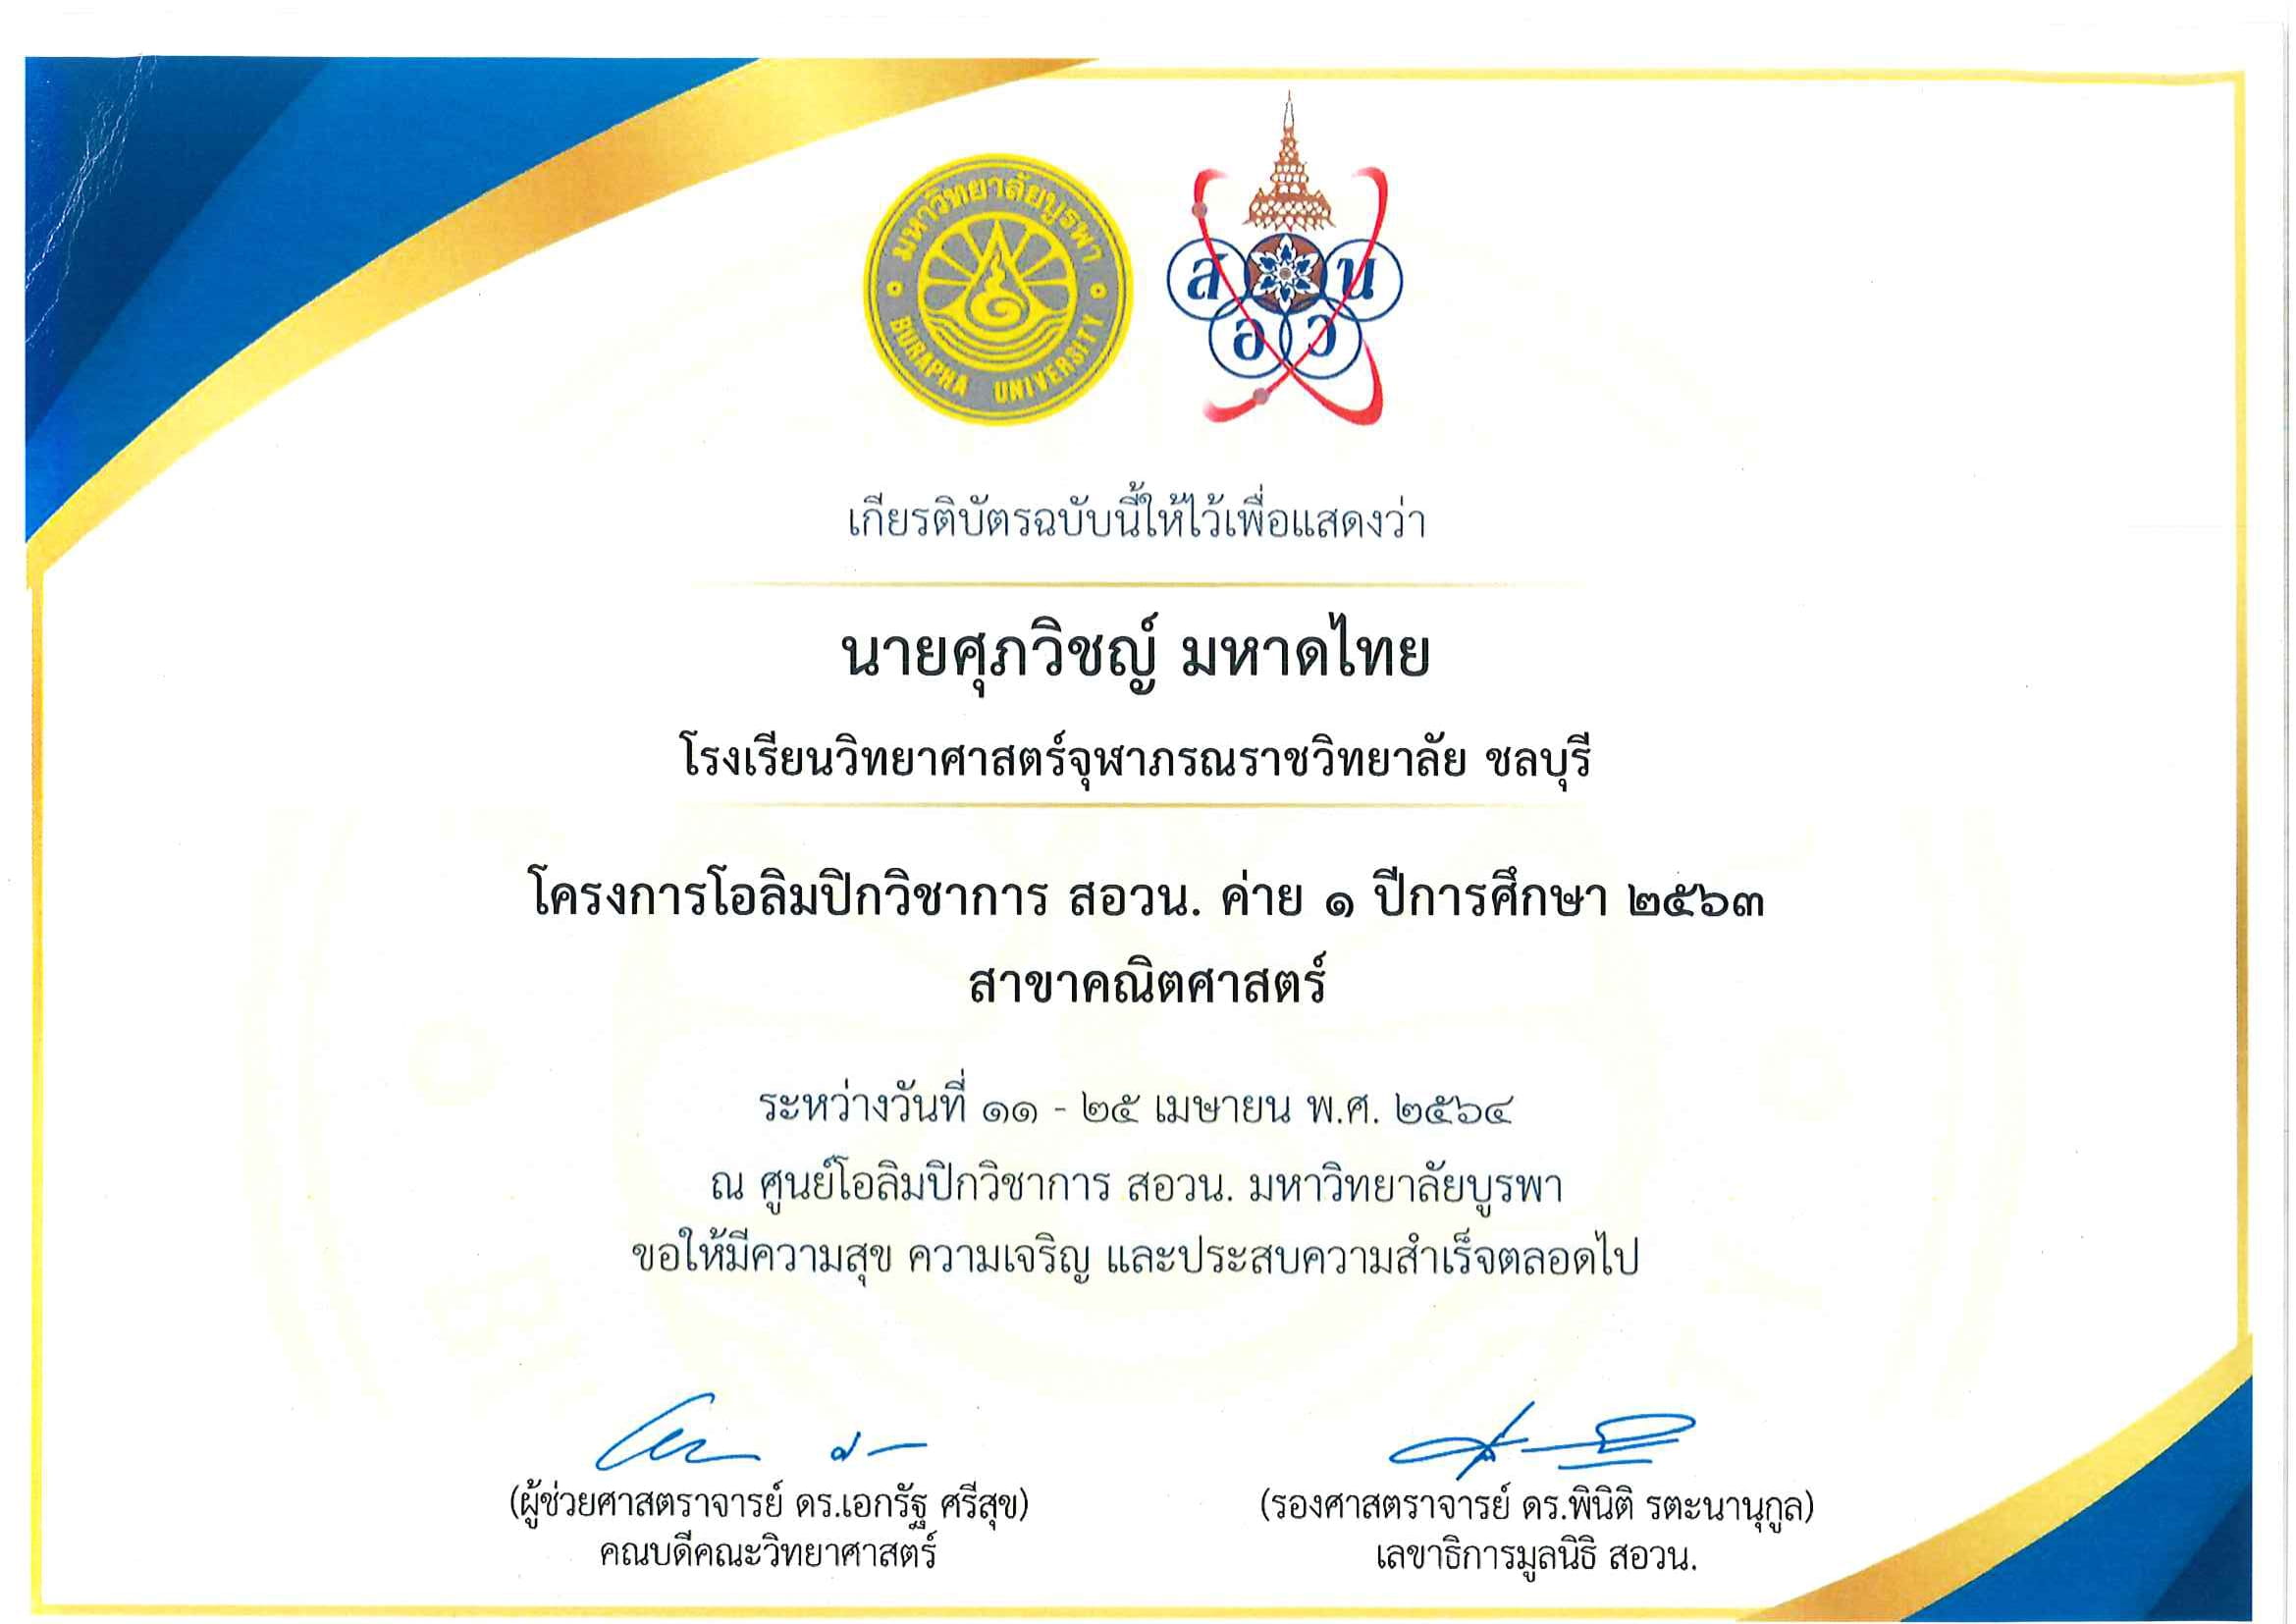 มหาวิทยาลัยบูรพา
BURAPHA UNIVERSITY
ส น
อ ว
เกียรติบัตรฉบับนี้ให้ไว้เพื่อแสดงว่า
นายศุภวิชญ์ มหาดไทย
โรงเรียนวิทยาศาสตร์จุฬาภรณราชวิทยาลัย ชลบุรี
โครงการโอลิมปิกวิชาการ สอวน. ค่าย ๑ ปีการศึกษา ๒๕๖๓
สาขาคณิตศาสตร์
ระหว่างวันที่ ๑๑ - ๒๕ เมษายน พ.ศ. ๒๕๖๔
ณ ศูนย์โอลิมปิกวิชาการ สอวน. มหาวิทยาลัยบูรพา
ขอให้มีความสุข ความเจริญ และประสบความสำเร็จตลอดไป
(ผู้ช่วยศาสตราจารย์ ดร.เอกรัฐ ศรีสุข)
คณบดีคณะวิทยาศาสตร์
(รองศาสตราจารย์ ดร.พินิติ รตะนานุกูล)
เลขาธิการมูลนิธิ สอวน.